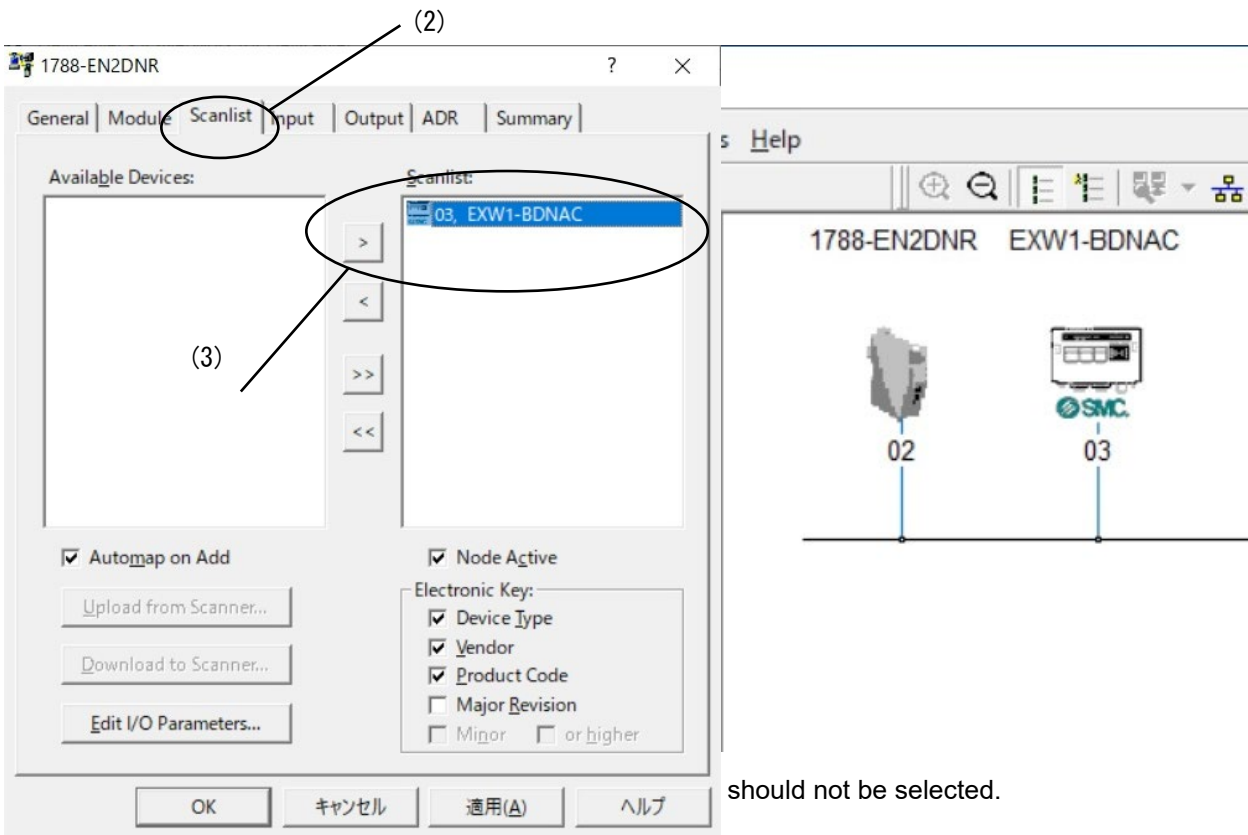 (2)
1788-EN2DNR ? ×
General Module Scanlist Input Output ADR Summary
Available Devices:
Scanlist:
03, EXW1-BDNAC
>
<
>>
<<
(3)
Automap on Add
Upload from Scanner...
Download to Scanner...
Edit I/O Parameters...
Node Active
Electronic Key:
Device Type
Vendor
Product Code
Major Revision
Minor or higher
OK キャンセル 適用(A) ヘルプ
s Help
1788-EN2DNR EXW1-BDNAC
SMC.
02 03
should not be selected.